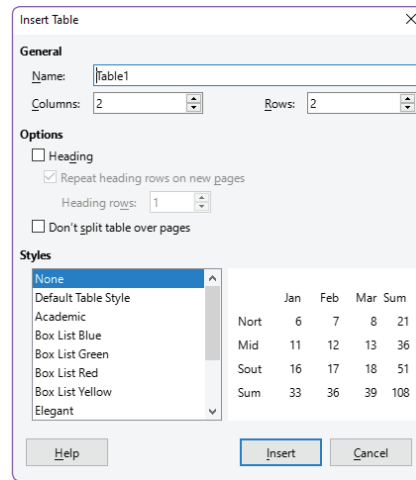 Insert Table
General
Name: Table1
Columns: 2 Rows: 2
Options
Heading
Repeat heading rows on new pages
Heading rows: 1
Don't split table over pages
Styles
None
Default Table Style
Academic
Box List Blue
Box List Green
Box List Red
Box List Yellow
Elegant
Jan Feb Mar Sum
Nort 6 7 8 21
Mid 11 12 13 36
Sout 16 17 18 51
Sum 33 36 39 108
Help Insert Cancel